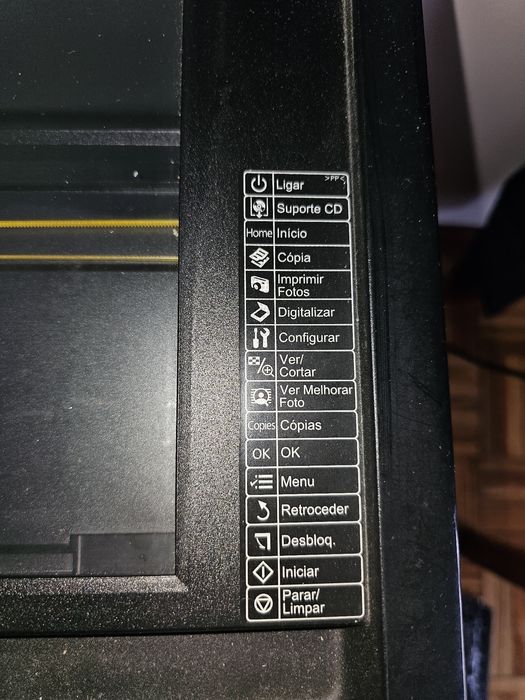 Ligar >PP<
Suporte CD
Home Início
Cópia
Imprimir
Fotos
Digitalizar
Configurar
Ver/
Cortar
Ver Melhorar
Foto
Copies Cópias
OK OK
Menu
Retroceder
Desbloq.
Iniciar
Parar/
Limpar